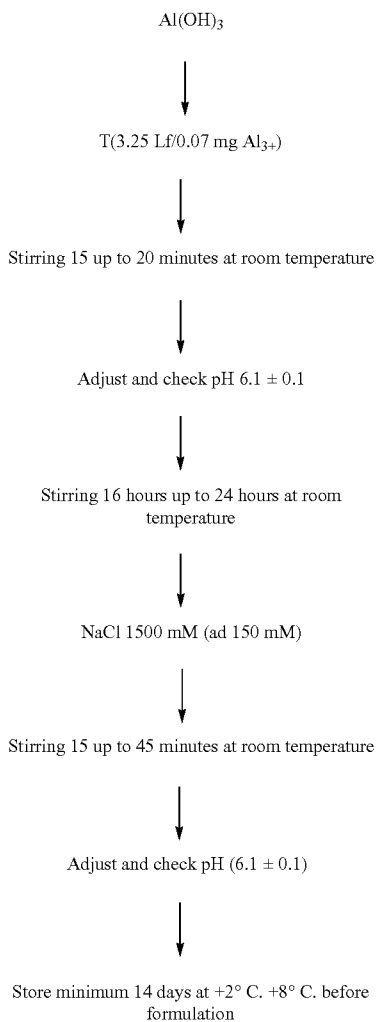 Al(OH)₃
T(3.25 Lf/0.07 mg Al₃₊)
Stirring 15 up to 20 minutes at room temperature
Adjust and check pH 6.1 ± 0.1
Stirring 16 hours up to 24 hours at room
temperature
NaCl 1500 mM (ad 150 mM)
Stirring 15 up to 45 minutes at room temperature
Adjust and check pH (6.1 ± 0.1)
Store minimum 14 days at +2° C. +8° C. before
formulation